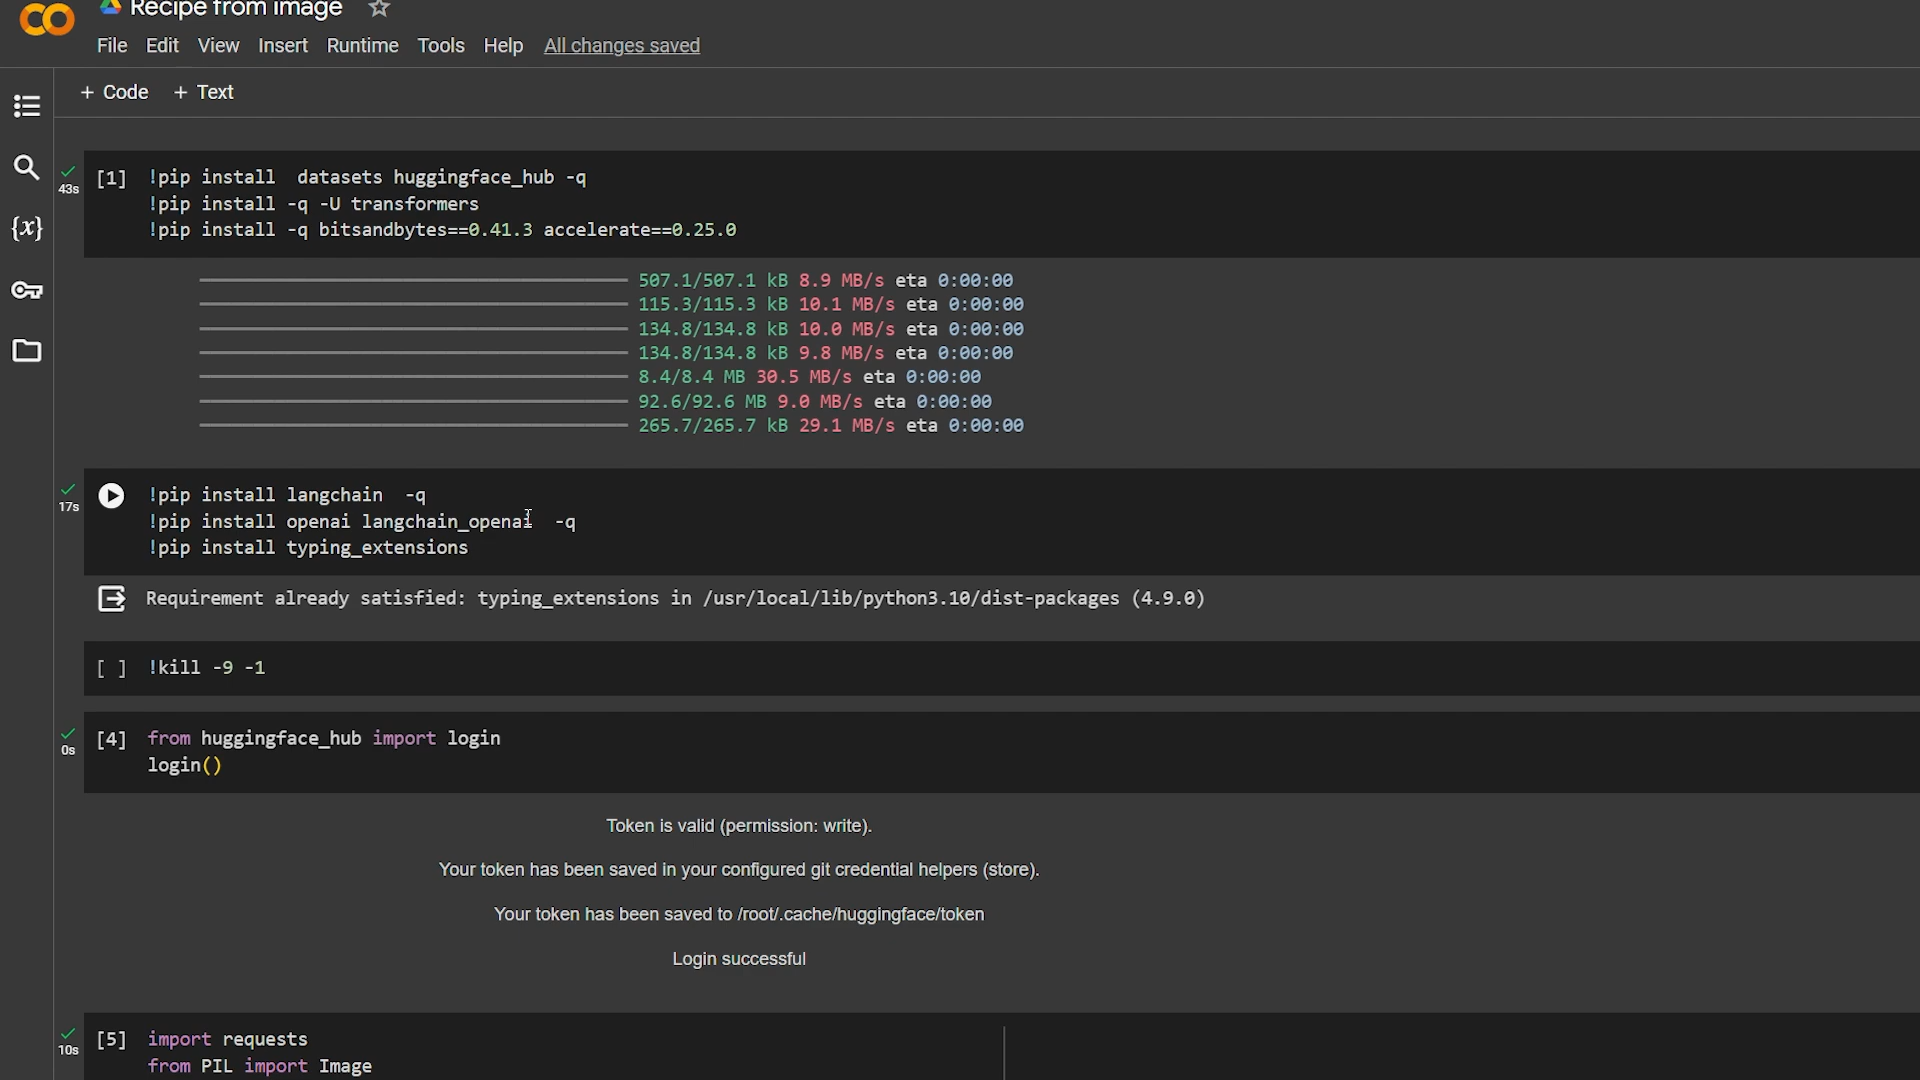 Recipe from image
File Edit View Insert Runtime Tools Help All changes saved
+ Code + Text
43s [1] !pip install  datasets huggingface_hub -q
!pip install -q -U transformers
!pip install -q bitsandbytes==0.41.3 accelerate==0.25.0
507.1/507.1 kB 8.9 MB/s eta 0:00:00
115.3/115.3 kB 10.1 MB/s eta 0:00:00
134.8/134.8 kB 10.0 MB/s eta 0:00:00
134.8/134.8 kB 9.8 MB/s eta 0:00:00
8.4/8.4 MB 30.5 MB/s eta 0:00:00
92.6/92.6 MB 9.0 MB/s eta 0:00:00
265.7/265.7 kB 29.1 MB/s eta 0:00:00
17s !pip install langchain  -q
!pip install openai langchain_openai  -q
!pip install typing_extensions
Requirement already satisfied: typing_extensions in /usr/local/lib/python3.10/dist-packages (4.9.0)
[ ] !kill -9 -1
0s [4] from huggingface_hub import login
login()
Token is valid (permission: write).
Your token has been saved in your configured git credential helpers (store).
Your token has been saved to /root/.cache/huggingface/token
Login successful
10s [5] import requests
from PIL import Image